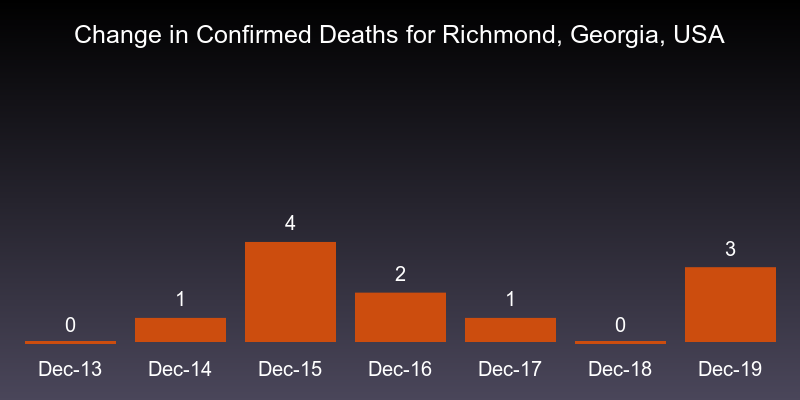 Change in Confirmed Deaths for Richmond, Georgia, USA
0
1
4
2
1
0
3
Dec-13
Dec-14
Dec-15
Dec-16
Dec-17
Dec-18
Dec-19